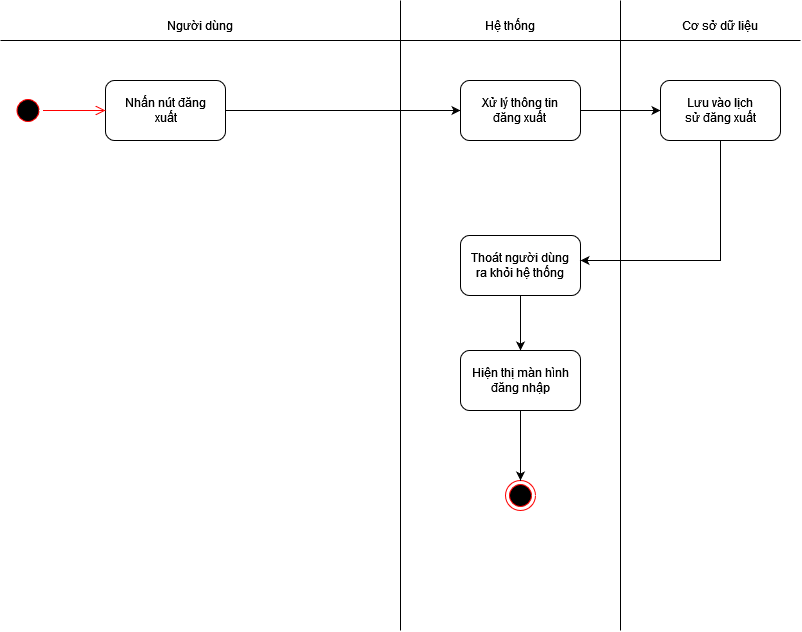 Người dùng
Hệ thống
Cơ sở dữ liệu
Nhấn nút đăng
xuất
Xử lý thông tin
đăng xuất
Lưu vào lịch
sử đăng xuất
Thoát người dùng
ra khỏi hệ thống
Hiện thị màn hình
đăng nhập